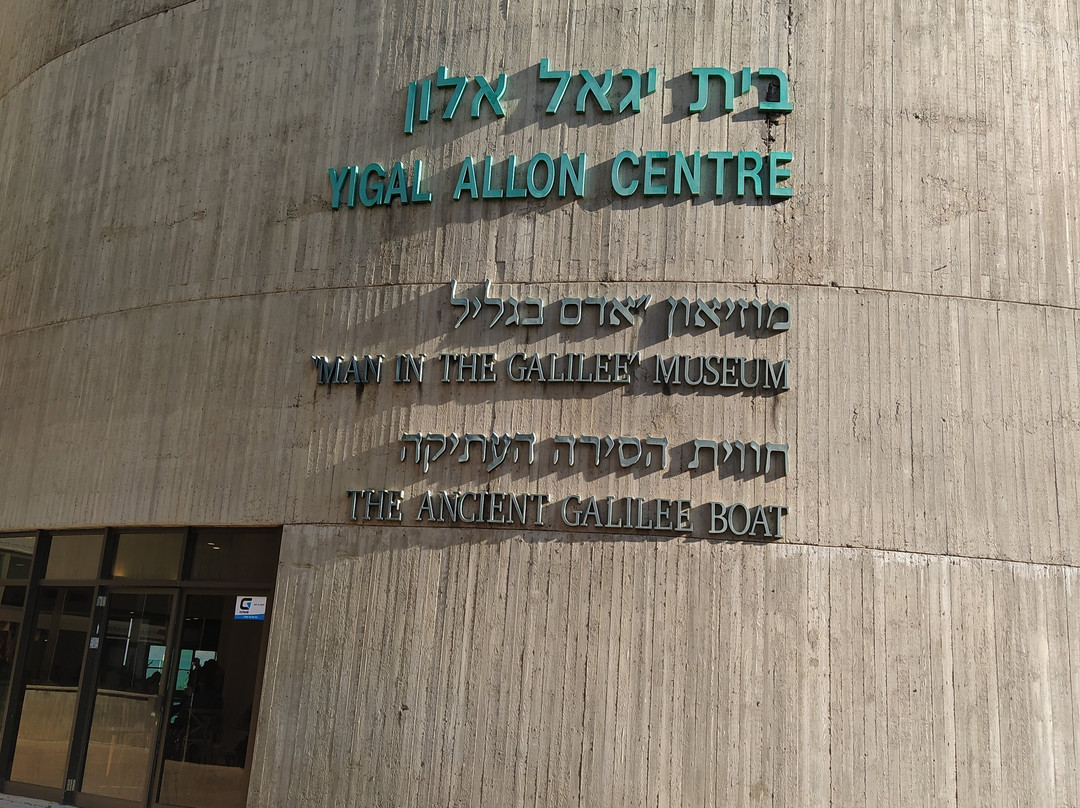 בית יגאל אלון
YIGAL ALLON CENTRE
מוזיאון 'אדם בגליל'
'MAN IN THE GALILEE' MUSEUM
חווית הסירה העתיקה
THE ANCIENT GALILEE BOAT